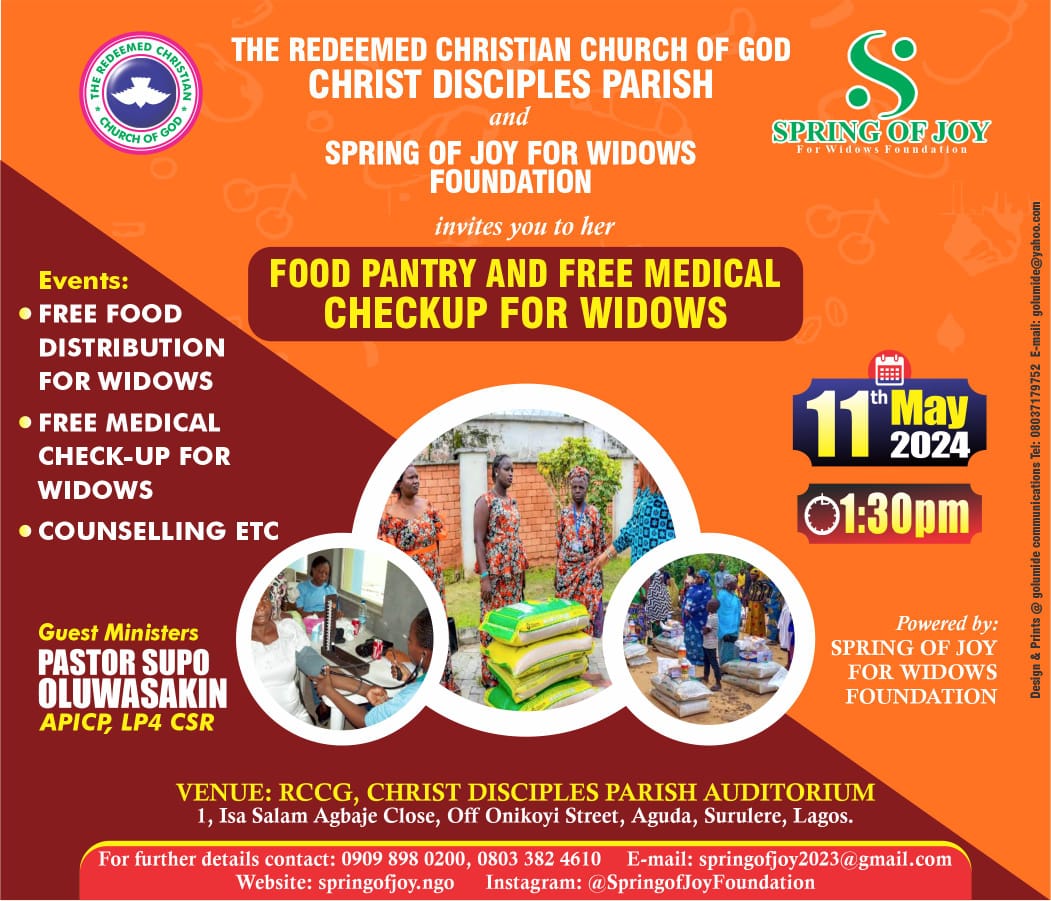 THE REDEEMED CHRISTIAN
CHURCH OF GOD
THE REDEEMED CHRISTIAN CHURCH OF GOD
CHRIST DISCIPLES PARISH
and
SPRING OF JOY FOR WIDOWS
FOUNDATION
invites you to her
FOOD PANTRY AND FREE MEDICAL
CHECKUP FOR WIDOWS
S
SPRING OF JOY
For Widows Foundation
Events:
• FREE FOOD
DISTRIBUTION
FOR WIDOWS
• FREE MEDICAL
CHECK-UP FOR
WIDOWS
• COUNSELLING ETC
11th May
2024
1:30pm
Guest Ministers
PASTOR SUPO
OLUWASAKIN
APICP, LP4 CSR
Powered by:
SPRING OF JOY
FOR WIDOWS
FOUNDATION
Design & Prints @ golumide communications Tel: 08037179752 E-mail: golumide@yahoo.com
VENUE: RCCG, CHRIST DISCIPLES PARISH AUDITORIUM
1, Isa Salam Agbaje Close, Off Onikoyi Street, Aguda, Surulere, Lagos.
For further details contact: 0909 898 0200, 0803 382 4610 E-mail: springofjoy2023@gmail.com
Website: springofjoy.ngo Instagram: @SpringofJoyFoundation